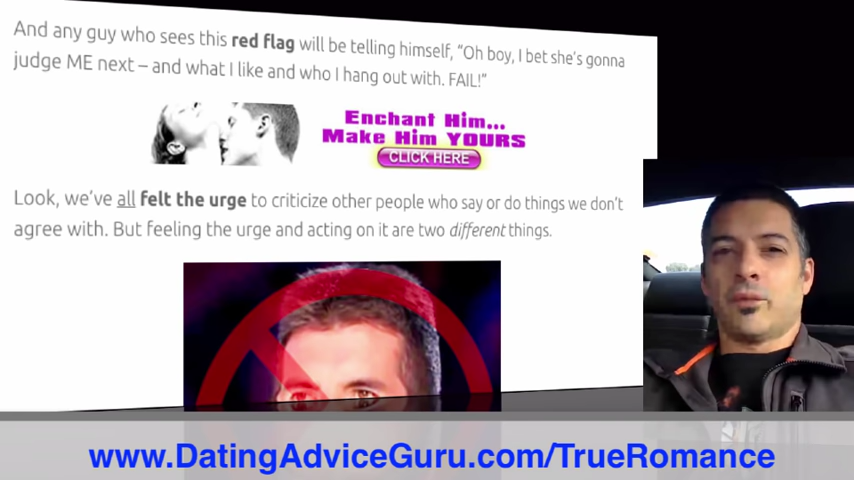 And any guy who sees this red flag will be telling himself, “Oh boy, I bet she’s gonna
judge ME next – and what I like and who I hang out with. FAIL!”
Enchant Him...
Make Him YOURS
CLICK HERE
Look, we’ve all felt the urge to criticize other people who say or do things we don’t
agree with. But feeling the urge and acting on it are two different things.
www.DatingAdviceGuru.com/TrueRomance